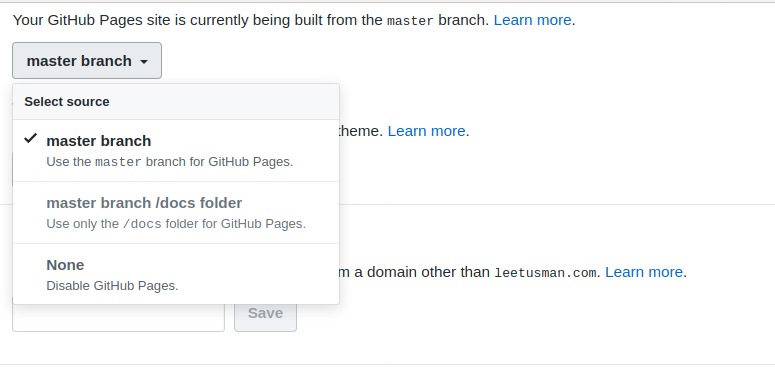 Your GitHub Pages site is currently being built from the master branch. Learn more.
master branch
Select source
theme. Learn more.
master branch
Use the master branch for GitHub Pages.
master branch /docs folder
Use only the /docs folder for GitHub Pages.
None
m a domain other than leetusman.com. Learn more.
Disable GitHub Pages.
Save